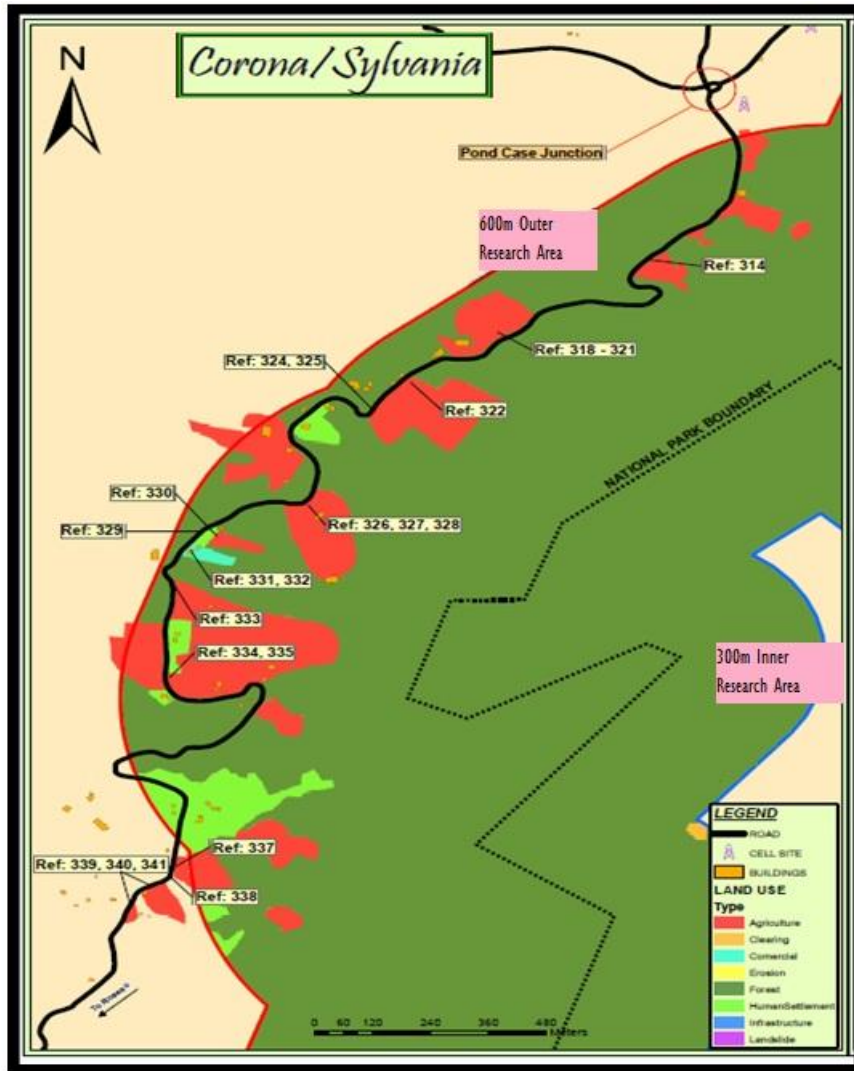 Corona/Sylvania
N
Pond Case Junction
600m Outer
Research Area
Ref: 314
Ref: 318 - 321
Ref: 324, 325
Ref: 322
NATIONAL PARK BOUNDARY
Ref: 330
Ref: 329
Ref: 326, 327, 328
Ref: 331, 332
Ref: 333
300m Inner
Research Area
Ref: 334, 335
Ref: 337
Ref: 339, 340, 341
Ref: 338
To
LEGEND
ROAD
CELL SITE
BUILDINGS
LAND USE
Type
Agriculture
Clearing
Comercial
Erosion
Forest
HumanSettlement
Infrastructure
Landslide
0 60 120 240 360 480
Meters